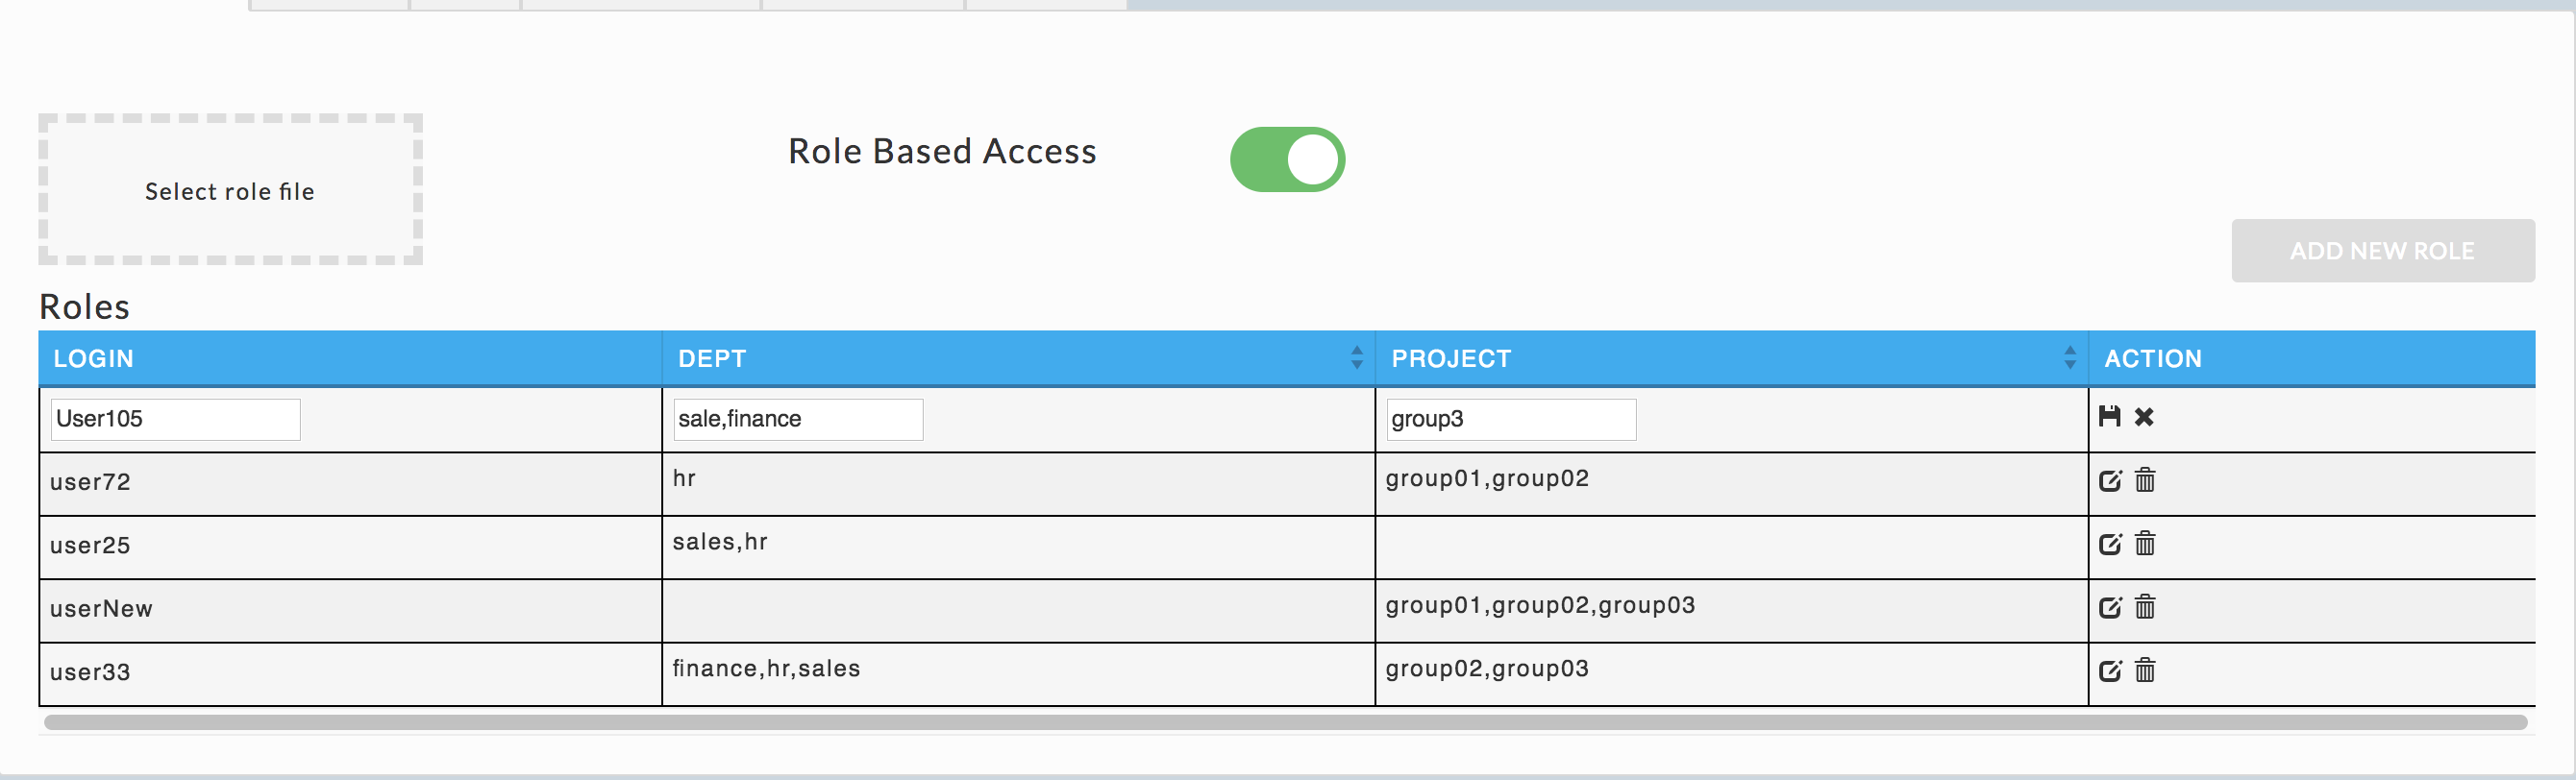 Role Based Access
Select role file
ADD NEW ROLE
Roles
LOGIN DEPT PROJECT ACTION
User105 sale,finance group3
user72 hr group01,group02
user25 sales,hr
userNew group01,group02,group03
user33 finance,hr,sales group02,group03